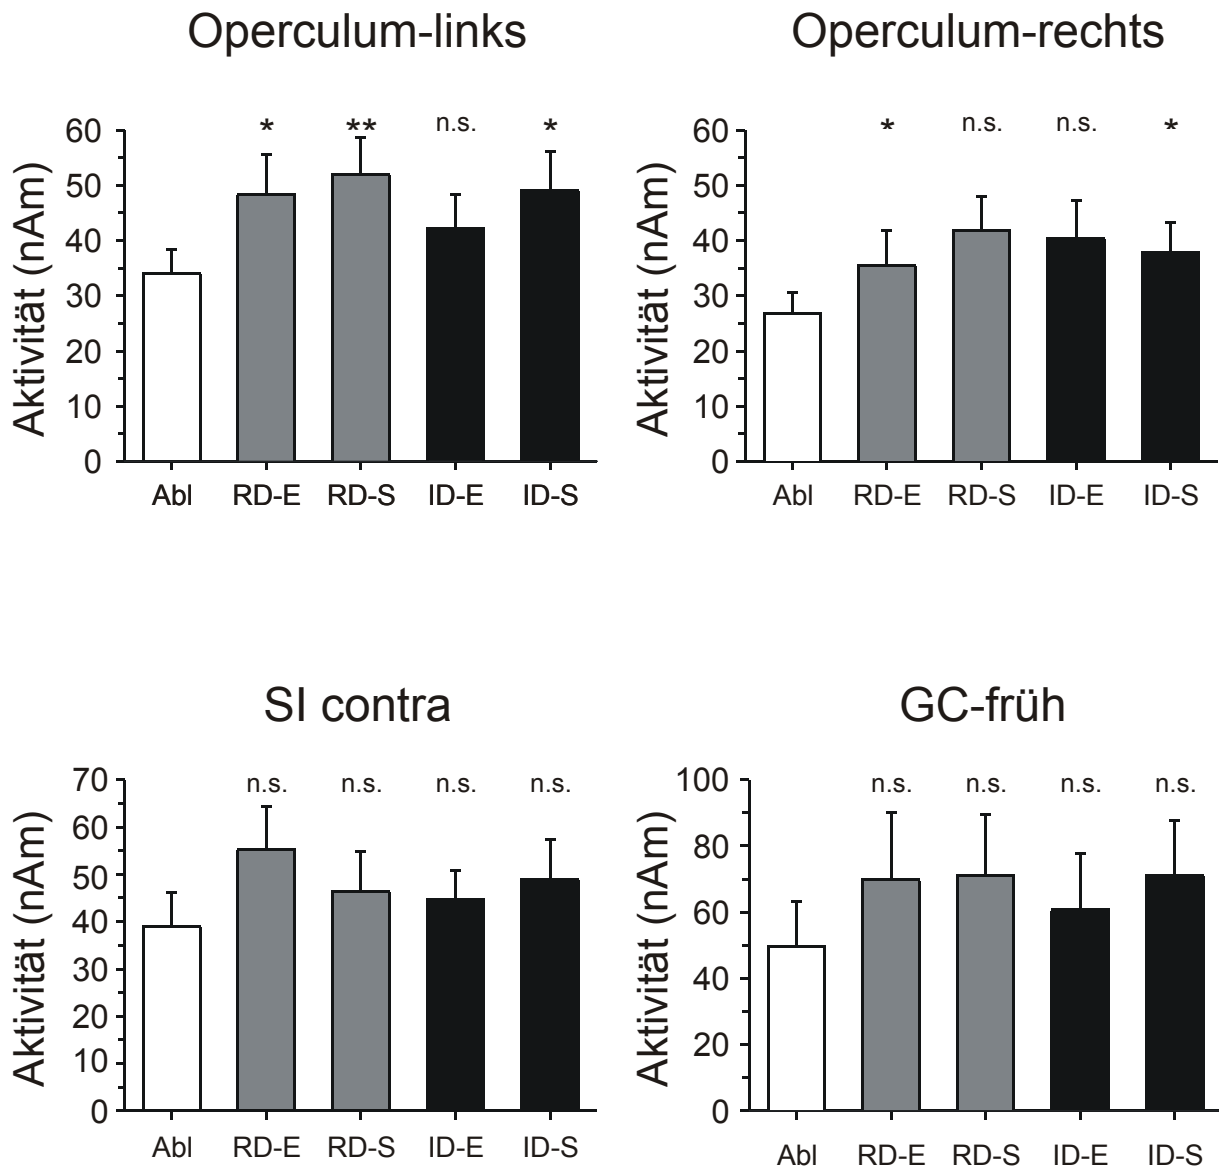 Operculum-links
* ** n.s. *
60
50
40
30
20
10
0
Aktivität (nAm)
Abl RD-E RD-S ID-E ID-S
Operculum-rechts
* n.s. n.s. *
60
50
40
30
20
10
0
Aktivität (nAm)
Abl RD-E RD-S ID-E ID-S
SI contra
n.s. n.s. n.s. n.s.
70
60
50
40
30
20
10
0
Aktivität (nAm)
Abl RD-E RD-S ID-E ID-S
GC-früh
n.s. n.s. n.s. n.s.
100
80
60
40
20
0
Aktivität (nAm)
Abl RD-E RD-S ID-E ID-S